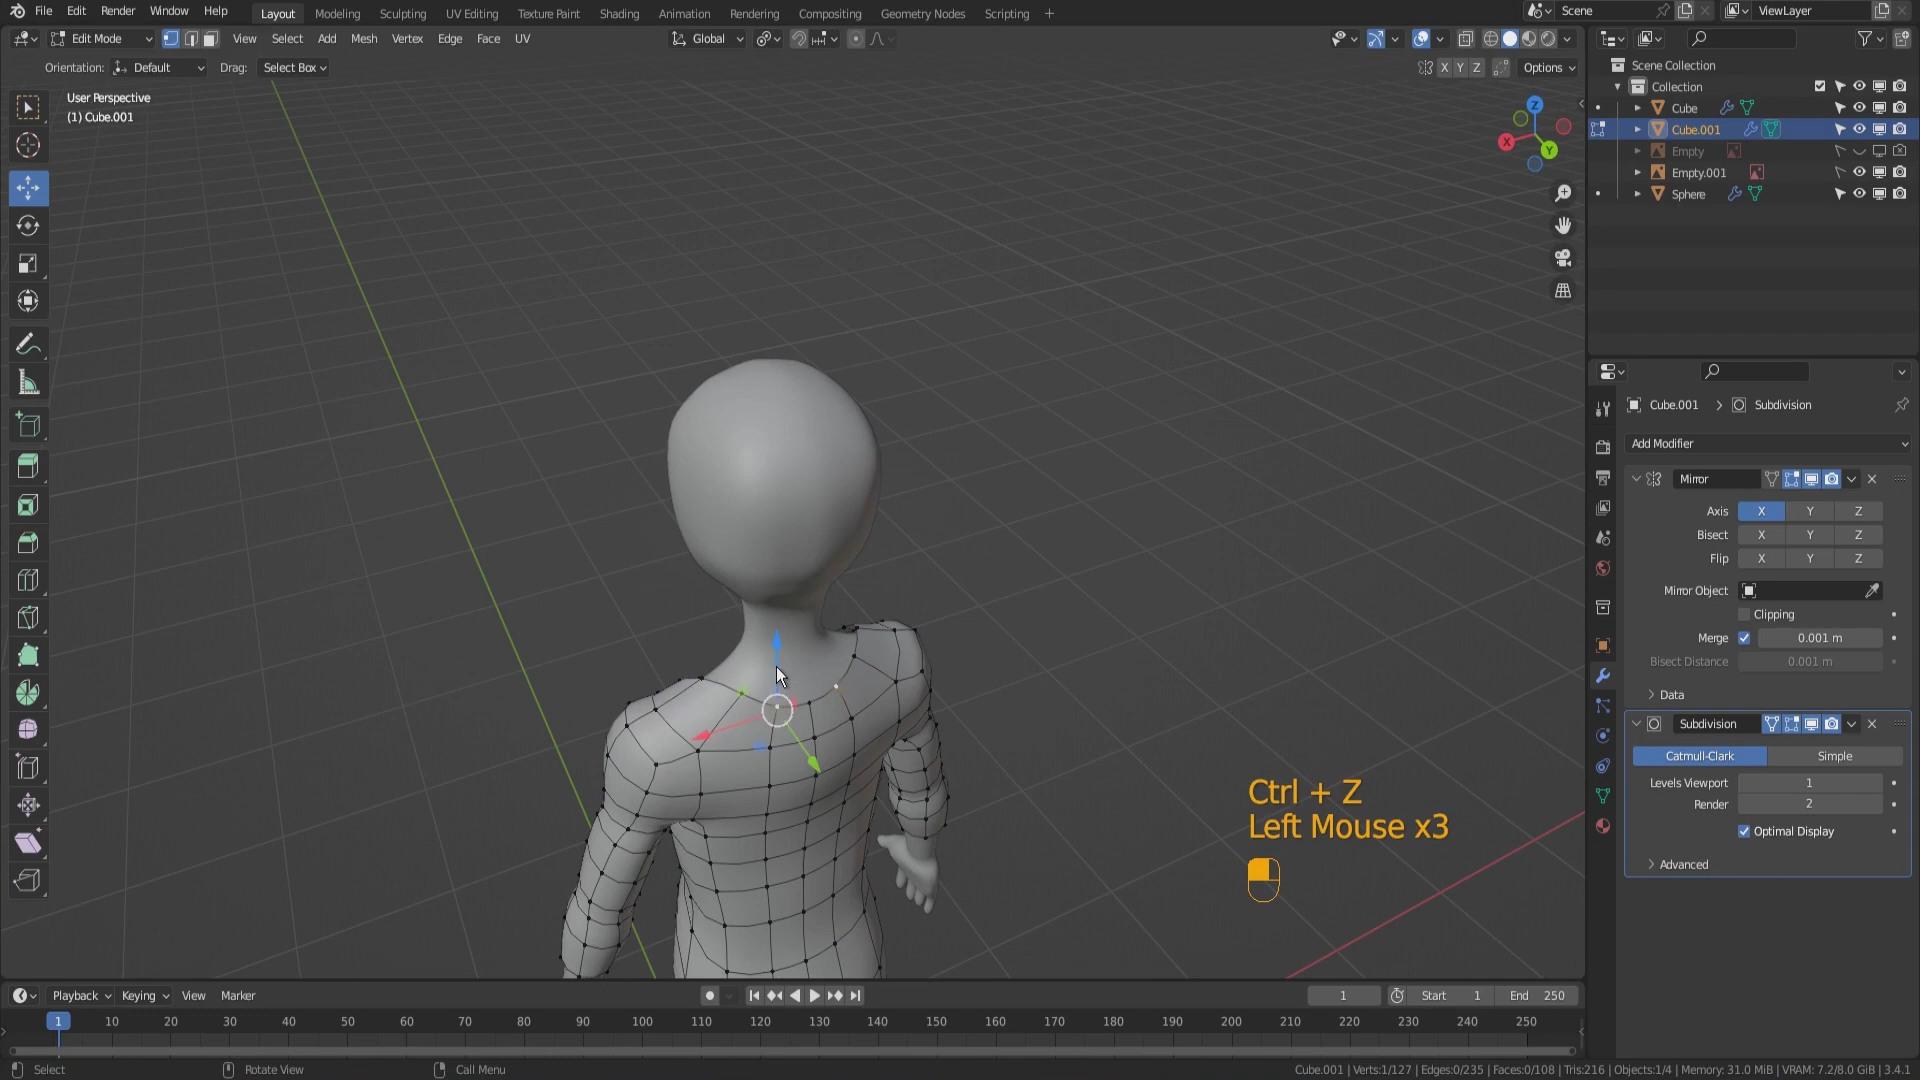 File Edit Render Window Help Layout Modeling Sculpting UV Editing Texture Paint Shading Animation Rendering Compositing Geometry Nodes Scripting + Scene ViewLayer
Edit Mode View Select Add Mesh Vertex Edge Face UV Global
Orientation: Default Drag: Select Box X Y Z Options
User Perspective
(1) Cube.001
Z
X
Y
Scene Collection
Collection
Cube
Cube.001
Empty
Empty.001
Sphere
Cube.001 > Subdivision
Add Modifier
Mirror
Axis X Y Z
Bisect X Y Z
Flip X Y Z
Mirror Object
Clipping
Merge 0.001 m
Bisect Distance 0.001 m
Data
Subdivision
Catmull-Clark Simple
Levels Viewport 1
Render 2
Optimal Display
Advanced
Ctrl + Z
Left Mouse x3
Playback Keying View Marker 1 Start 1 End 250
1 10 20 30 40 50 60 70 80 90 100 110 120 130 140 150 160 170 180 190 200 210 220 230 240 250
Select Rotate View Call Menu Cube.001 | Verts:1/127 | Edges:0/235 | Faces:0/108 | Tris:216 | Objects:1/4 | Memory: 31.0 MiB | VRAM: 7.2/8.0 GiB | 3.4.1